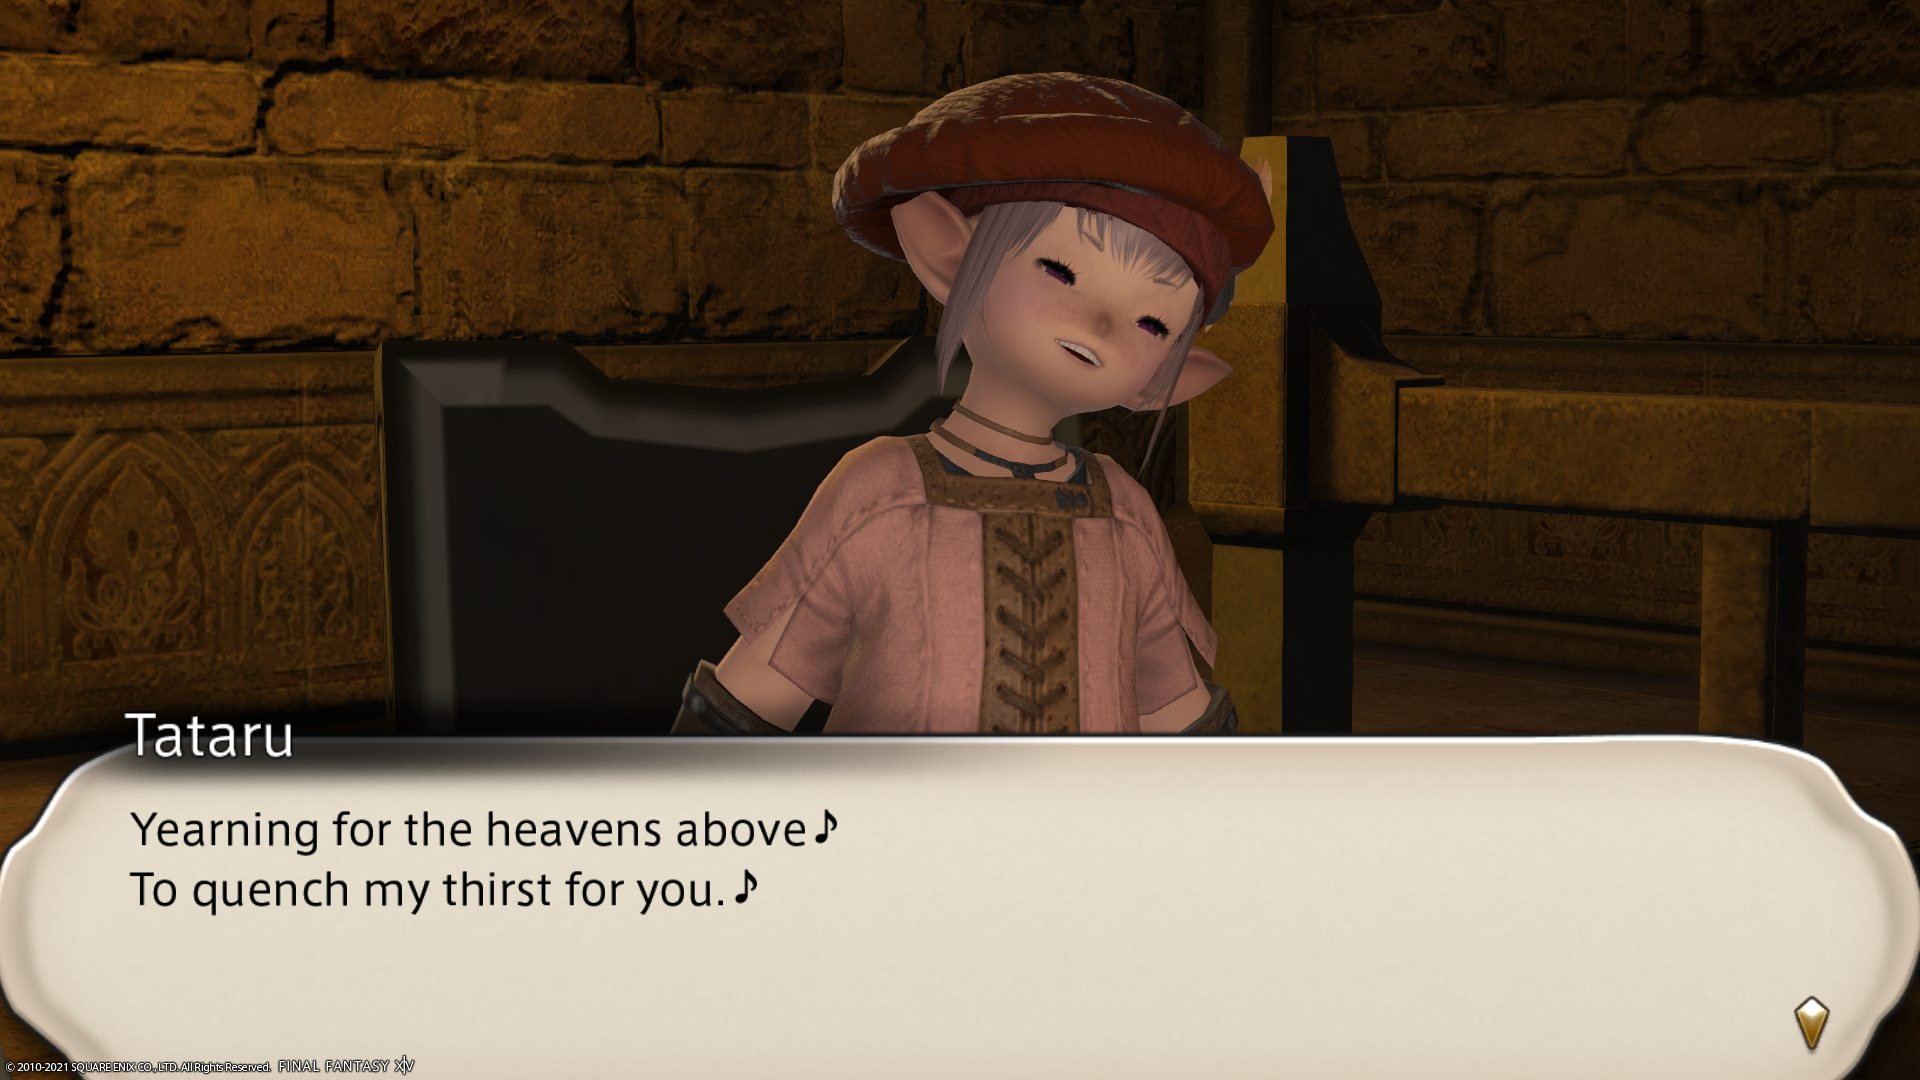 Tataru
Yearning for the heavens above♪
To quench my thirst for you.♪
© 2010-2021 SQUARE ENIX CO., LTD. All Rights Reserved. FINAL FANTASY XIV